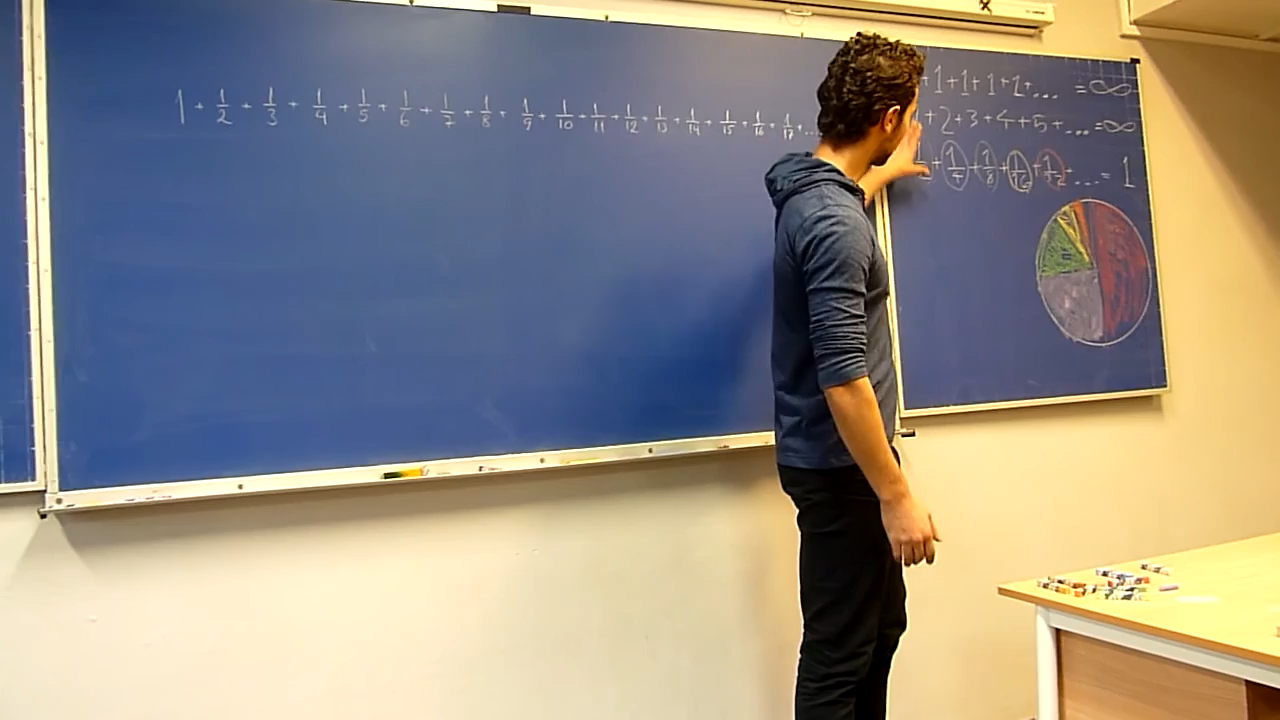 1 + 1/2 + 1/3 + 1/4 + 1/5 + 1/6 + 1/7 + 1/8 + 1/9 + 1/10 + 1/11 + 1/12 + 1/13 + 1/14 + 1/15 + 1/16 + 1/17 + ...
+ 1 + 1 + 1 + 1 + ... = ∞
+ 2 + 3 + 4 + 5 + ... = ∞
+ 1/4 + 1/8 + 1/16 + ... = 1